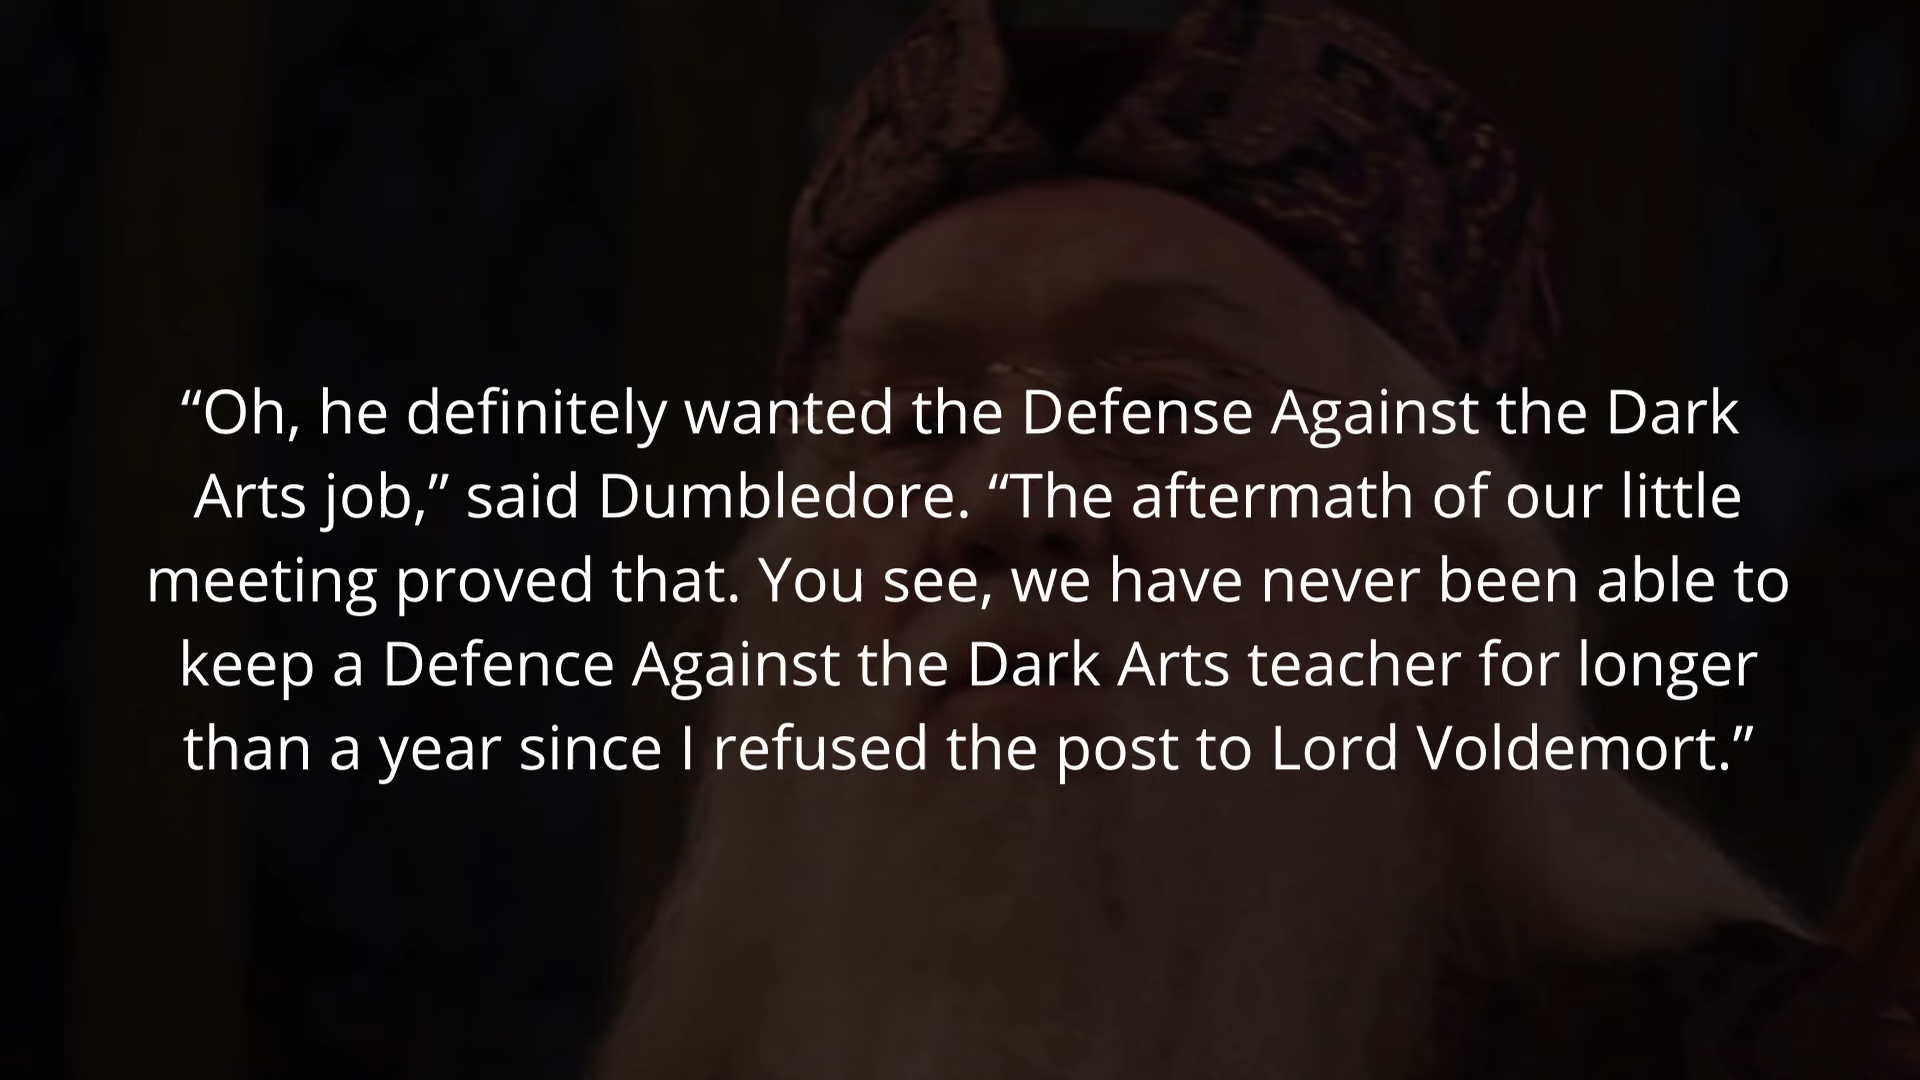 “Oh, he definitely wanted the Defense Against the Dark
Arts job,” said Dumbledore. “The aftermath of our little
meeting proved that. You see, we have never been able to
keep a Defence Against the Dark Arts teacher for longer
than a year since I refused the post to Lord Voldemort.”